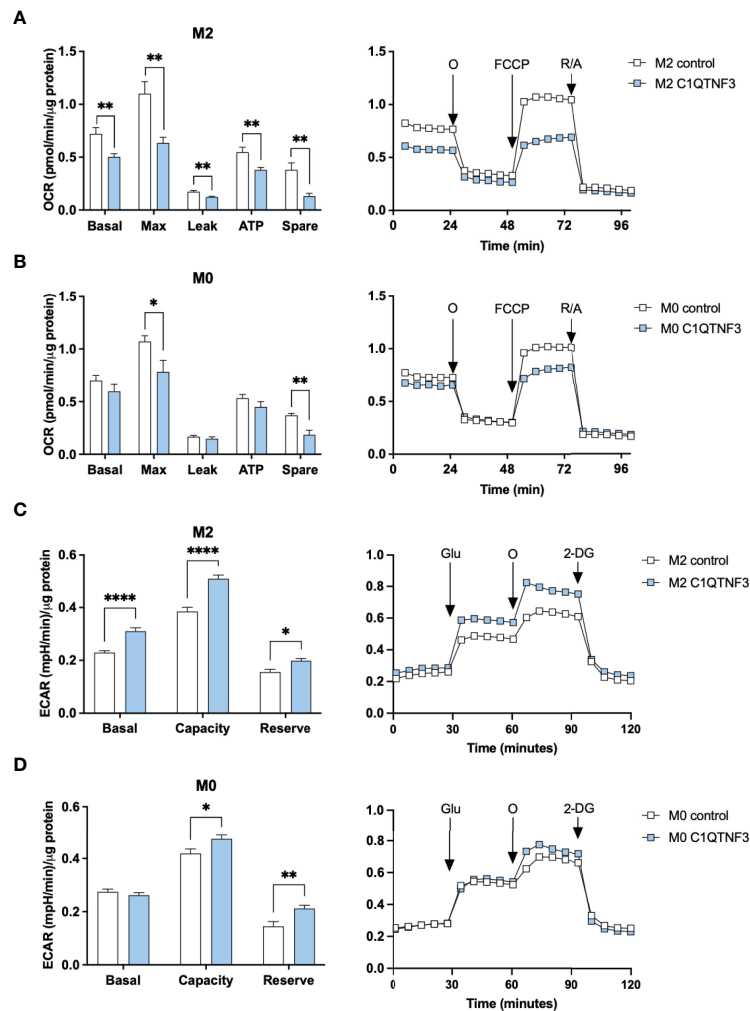 A
M2
OCR (pmol/min/µg protein)
1.5
1.0
0.5
0.0
** ** ** ** **
Basal Max Leak ATP Spare
1.5
1.0
0.5
0.0
O FCCP R/A
0 24 48 72 96
Time (min)
M2 control
M2 C1QTNF3
B
M0
OCR (pmol/min/µg protein)
1.5
1.0
0.5
0.0
* **
Basal Max Leak ATP Spare
1.5
1.0
0.5
0.0
O FCCP R/A
0 24 48 72 96
Time (min)
M0 control
M0 C1QTNF3
C
M2
ECAR (mpH/min)/µg protein
0.6
0.4
0.2
0.0
**** **** *
Basal Capacity Reserve
1.0
0.8
0.6
0.4
0.2
0.0
Glu O 2-DG
0 30 60 90 120
Time (minutes)
M2 control
M2 C1QTNF3
D
M0
ECAR (mpH/min)/µg protein
0.6
0.4
0.2
0.0
* **
Basal Capacity Reserve
1.0
0.8
0.6
0.4
0.2
0.0
Glu O 2-DG
0 30 60 90 120
Time (minutes)
M0 control
M0 C1QTNF3